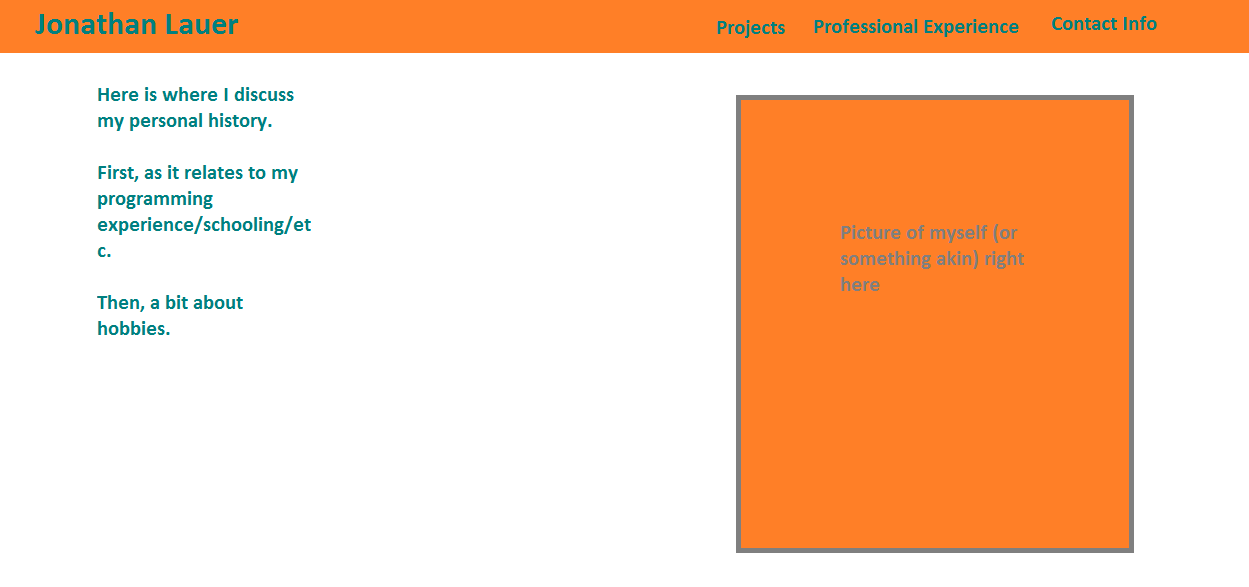 Jonathan Lauer
Projects
Professional Experience
Contact Info
Here is where I discuss
my personal history.
First, as it relates to my
programming
experience/schooling/et
c.
Then, a bit about
hobbies.
Picture of myself (or
something akin) right
here